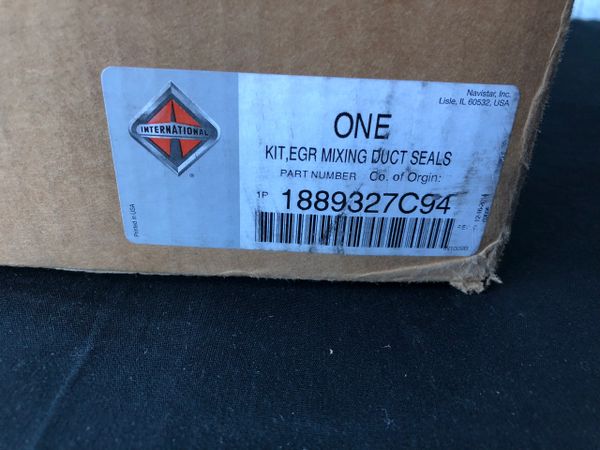 Navistar, Inc.
Lisle, IL 60532, USA
INTERNATIONAL
®
ONE
KIT,EGR MIXING DUCT SEALS
PART NUMBER Co. of Orgin:
1P 1889327C94
Printed in USA